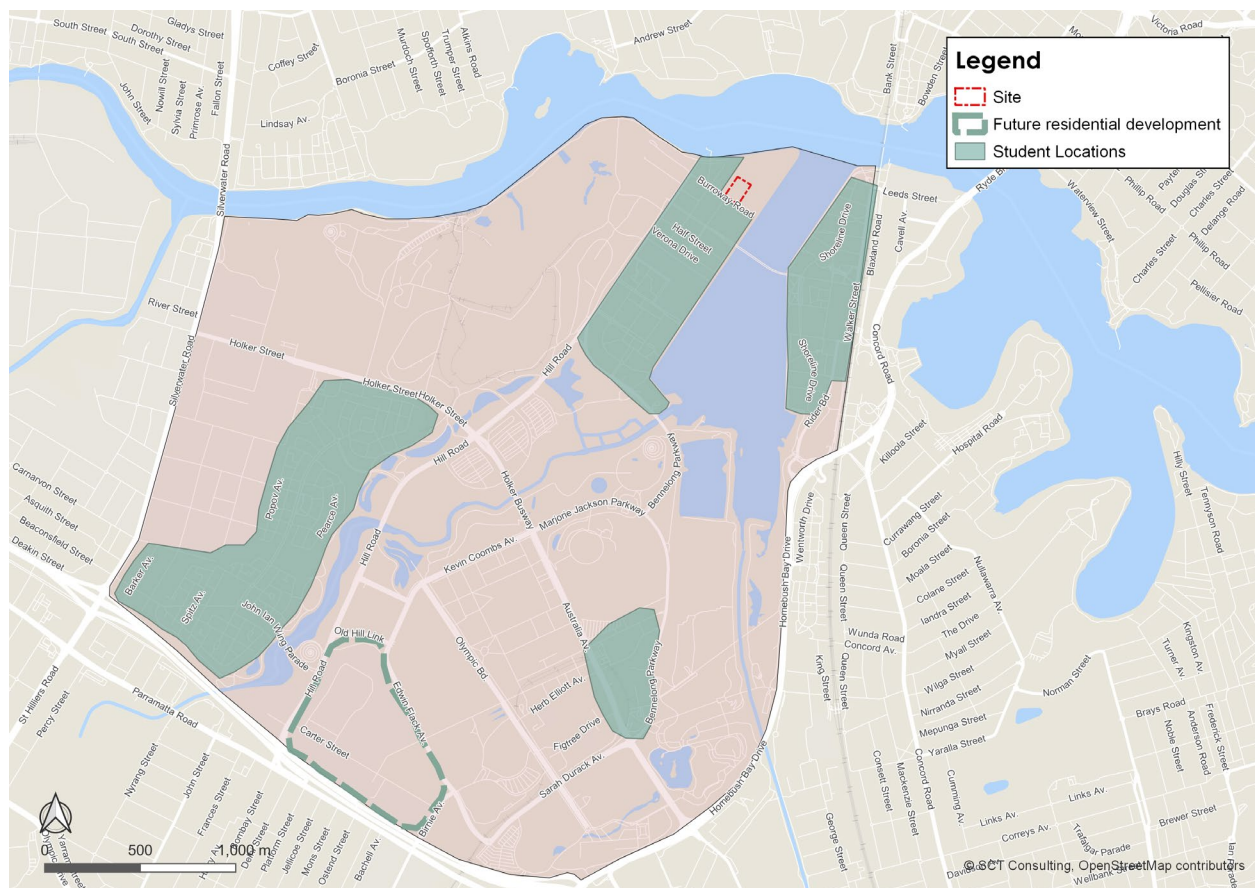 South Street
Dorothy Street
Gladys Street
South Street
Coffey Street
Murdoch Street
Spofforth Street
Trumper Street
Atkins Road
Boronia Street
Lindsay Av.
Andrew Street
Victoria Road
Bank Street
Bowden Street
John Street
Nowill Street
Sylvia Street
Primrose Av.
Fallon Street
Silverwater Road
Legend
Site
Future residential development
Student Locations
Leeds Street
Cavell Av.
Blaxland Road
Waterview Street
Phillip Road
Douglas Street
Charles Street
Delange Road
Phillip Road
Charles Street
Pellisier Road
Burroway Road
Half Street
Verona Drive
Shoreline Drive
Walker Street
Shoreline Drive
Rider Bd
Concord Road
River Street
Holker Street
Silverwater Road
Holker Street
Holker Street
Hill Road
Hill Road
Holker Busway
Bennelong Parkway
Marjorie Jackson Parkway
Kevin Coombs Av.
Hill Road
Popov Av.
Pearce Av.
Barker Av.
Spitz Av.
John Ian Wung Parade
Carnarvon Street
Asquith Street
Beaconsfield Street
Deakin Street
St Hilliers Road
Percy Street
Parramatta Road
Old Hill Link
Hill Road
Edwin Flack Av.
Carter Street
Birnie Av.
Olympic Bd
Australia Av.
Herb Elliott Av.
Figtree Drive
Sarah Durack Av.
Bennelong Parkway
Homebush Bay Drive
Homebush Bay Drive
Wentworth Drive
Queen Street
Queen Street
Queen Street
King Street
Killoola Street
Hospital Road
Currawang Street
Boronia Street
Moala Street
Colane Street
Iandra Street
The Drive
Myall Street
Nullawarra Av.
Wunda Road
Concord Av.
Wilga Street
Nirranda Street
Mepunga Street
Yaralla Street
Norman Street
Hilly Street
Tennyson Road
Kingston Av.
Turner Av.
Brays Road
Noble Street
Anderson Road
Frederick Street
Links Av.
Links Av.
Correys Av.
Brewer Street
Trafalgar Parade
Wellbank Street
Consett Street
Mackenzie Street
Concord Road
Cumming Av.
George Street
Nyrang Street
John Street
Frances Street
Platform Street
Jellicoe Street
Mons Street
Ostend Street
Bachell Av.
0 500 1,000 m
© SCT Consulting, OpenStreetMap contributors